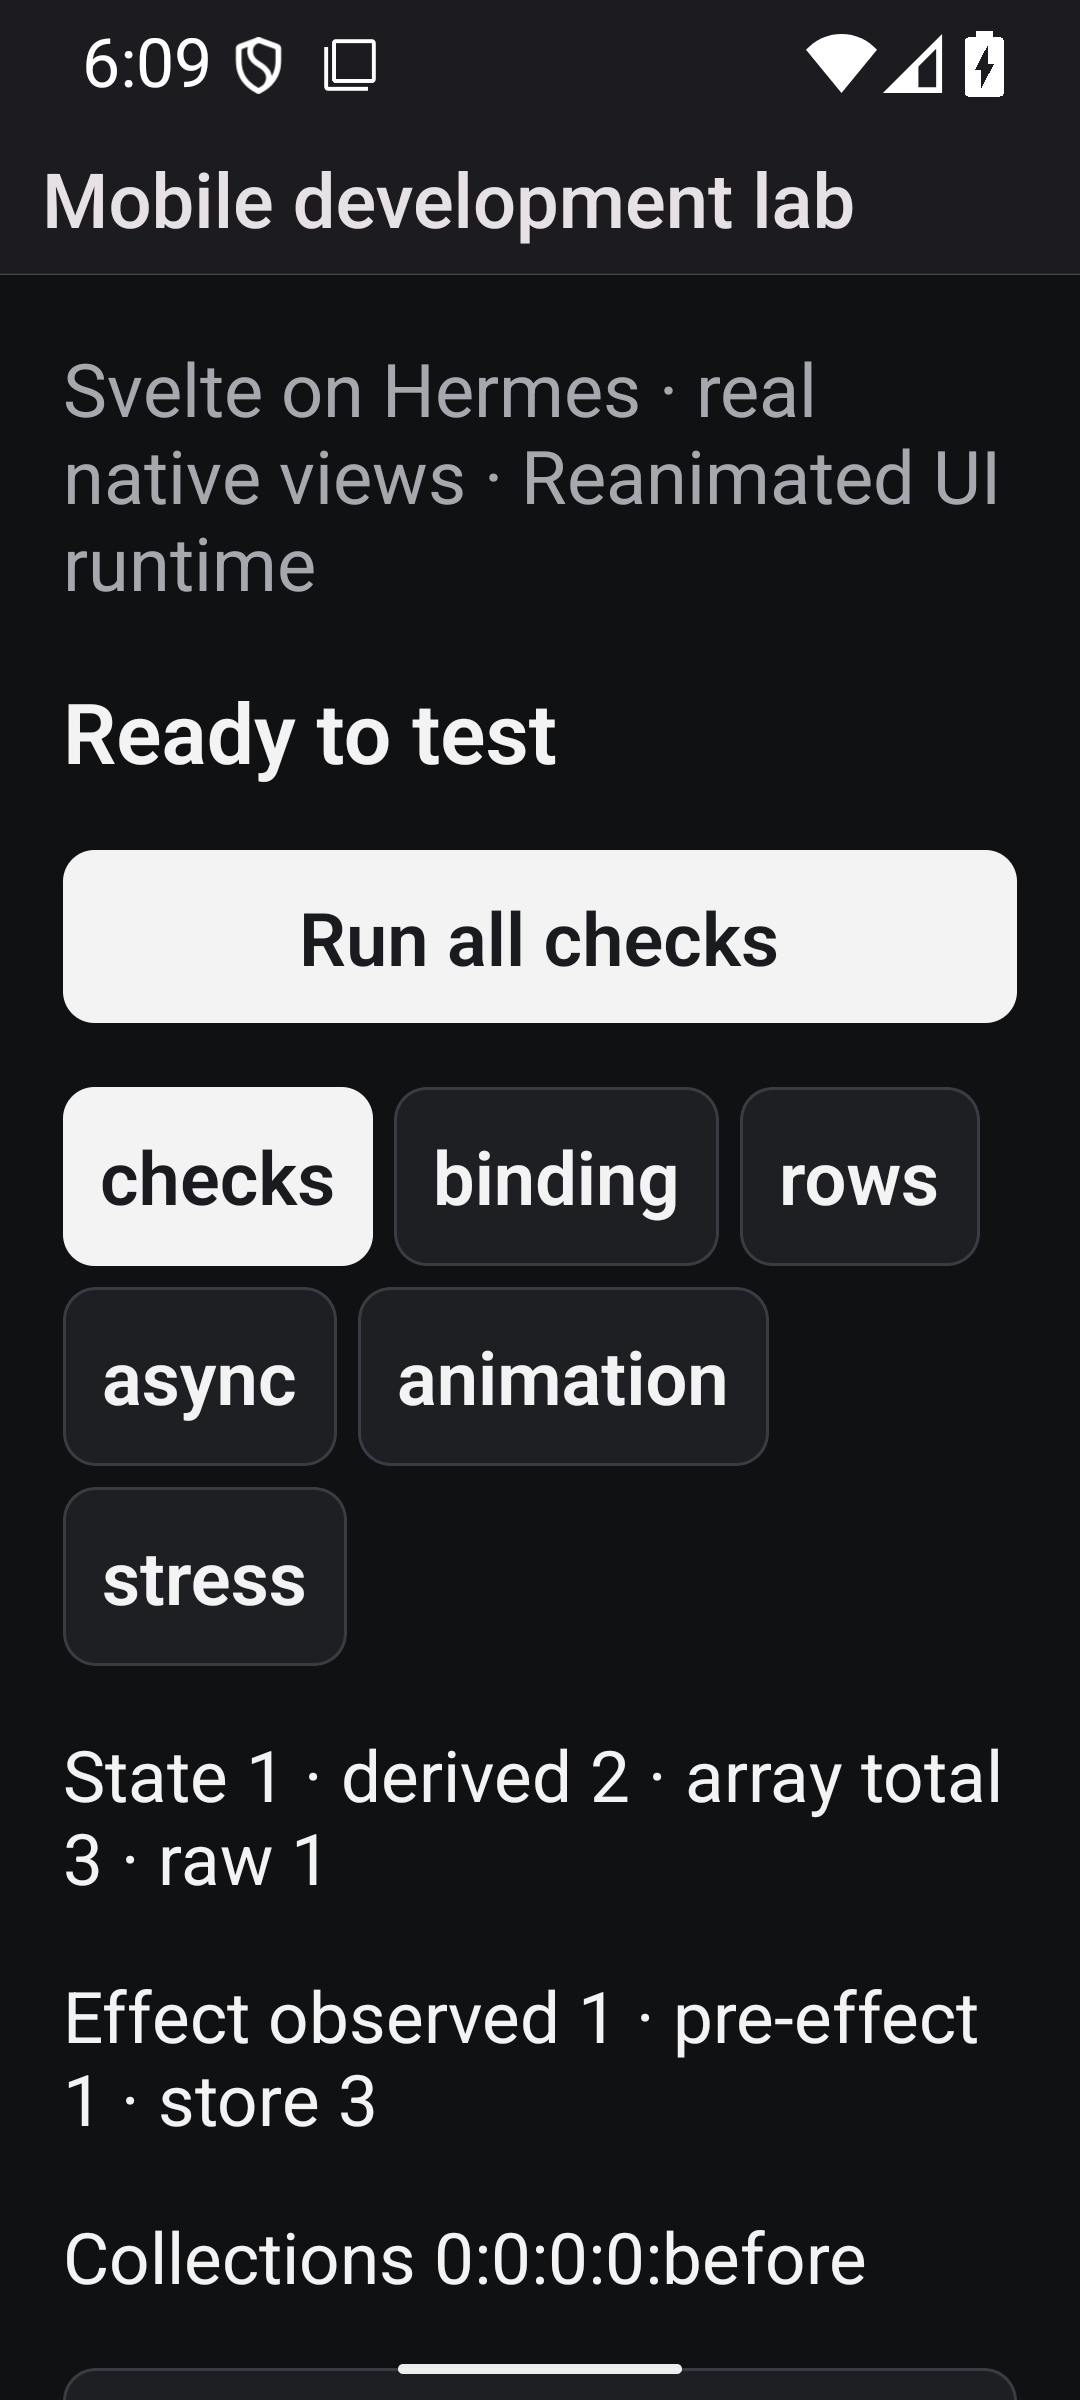 6:09
Mobile development lab
Svelte on Hermes · real
native views · Reanimated UI
runtime
Ready to test
Run all checks
checks
binding
rows
async
animation
stress
State 1 · derived 2 · array total
3 · raw 1
Effect observed 1 · pre-effect
1 · store 3
Collections 0:0:0:0:before